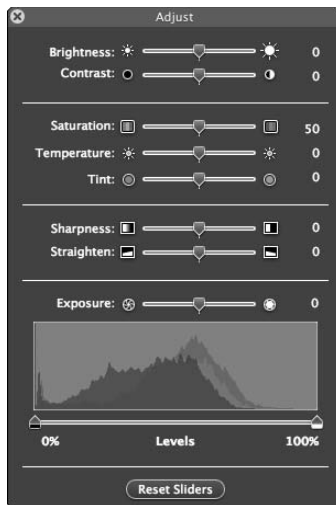 Adjust
Brightness: 0
Contrast: 0
Saturation: 50
Temperature: 0
Tint: 0
Sharpness: 0
Straighten: 0
Exposure: 0
0% Levels 100%
Reset Sliders